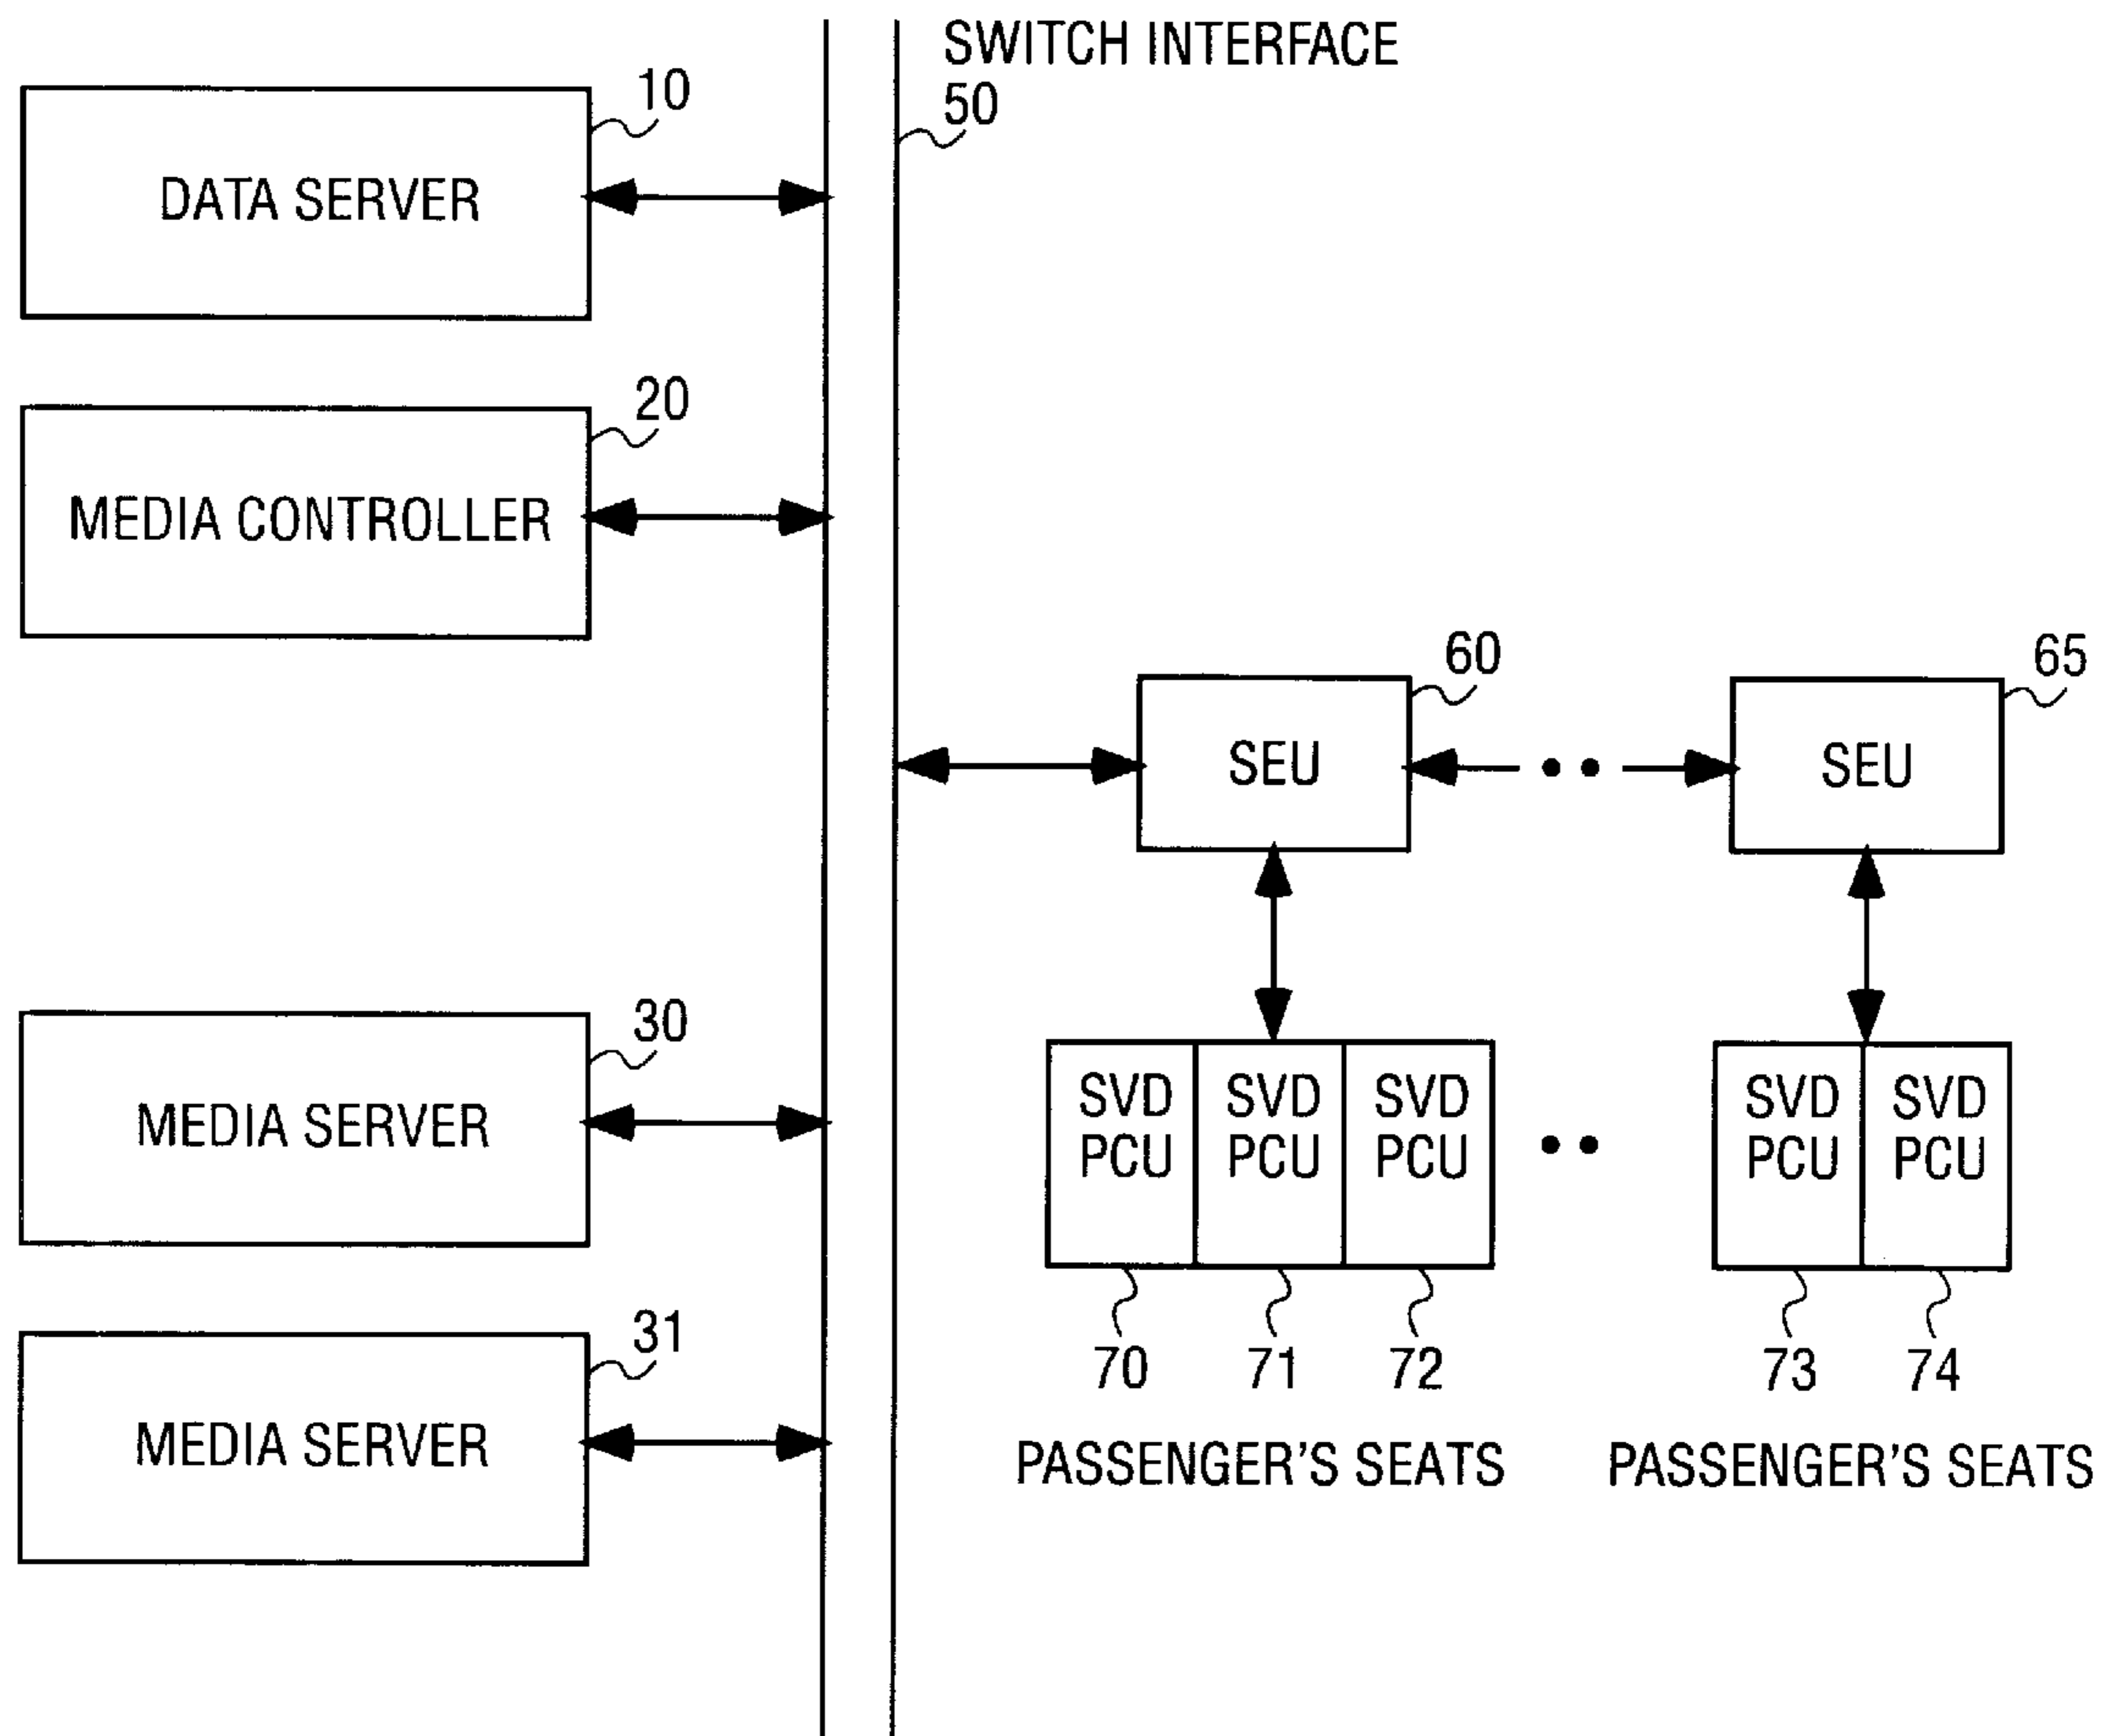 SWITCH INTERFACE
50
10
DATA SERVER
20
MEDIA CONTROLLER
60
SEU
65
SEU
30
MEDIA SERVER
SVD
PCU
SVD
PCU
SVD
PCU
SVD
PCU
SVD
PCU
31
MEDIA SERVER
70
71
72
73
74
PASSENGER'S SEATS
PASSENGER'S SEATS